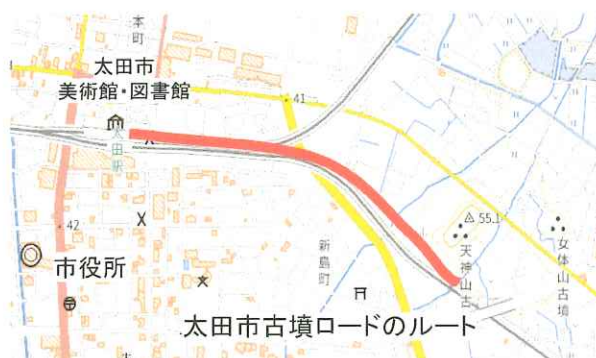 本町
太田市
美術館・図書館
41
太田駅
42
55.1
天神山古
女体山古墳
新島町
市役所
太田市古墳ロードのルート